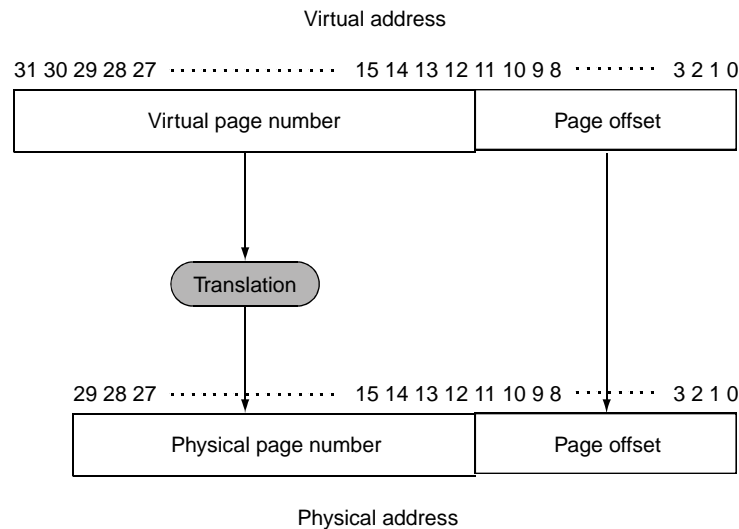 Virtual address
31 30 29 28 27 ················· 15 14 13 12 11 10 9 8 ········ 3 2 1 0
Virtual page number Page offset
Translation
29 28 27 ················· 15 14 13 12 11 10 9 8 ········ 3 2 1 0
Physical page number Page offset
Physical address